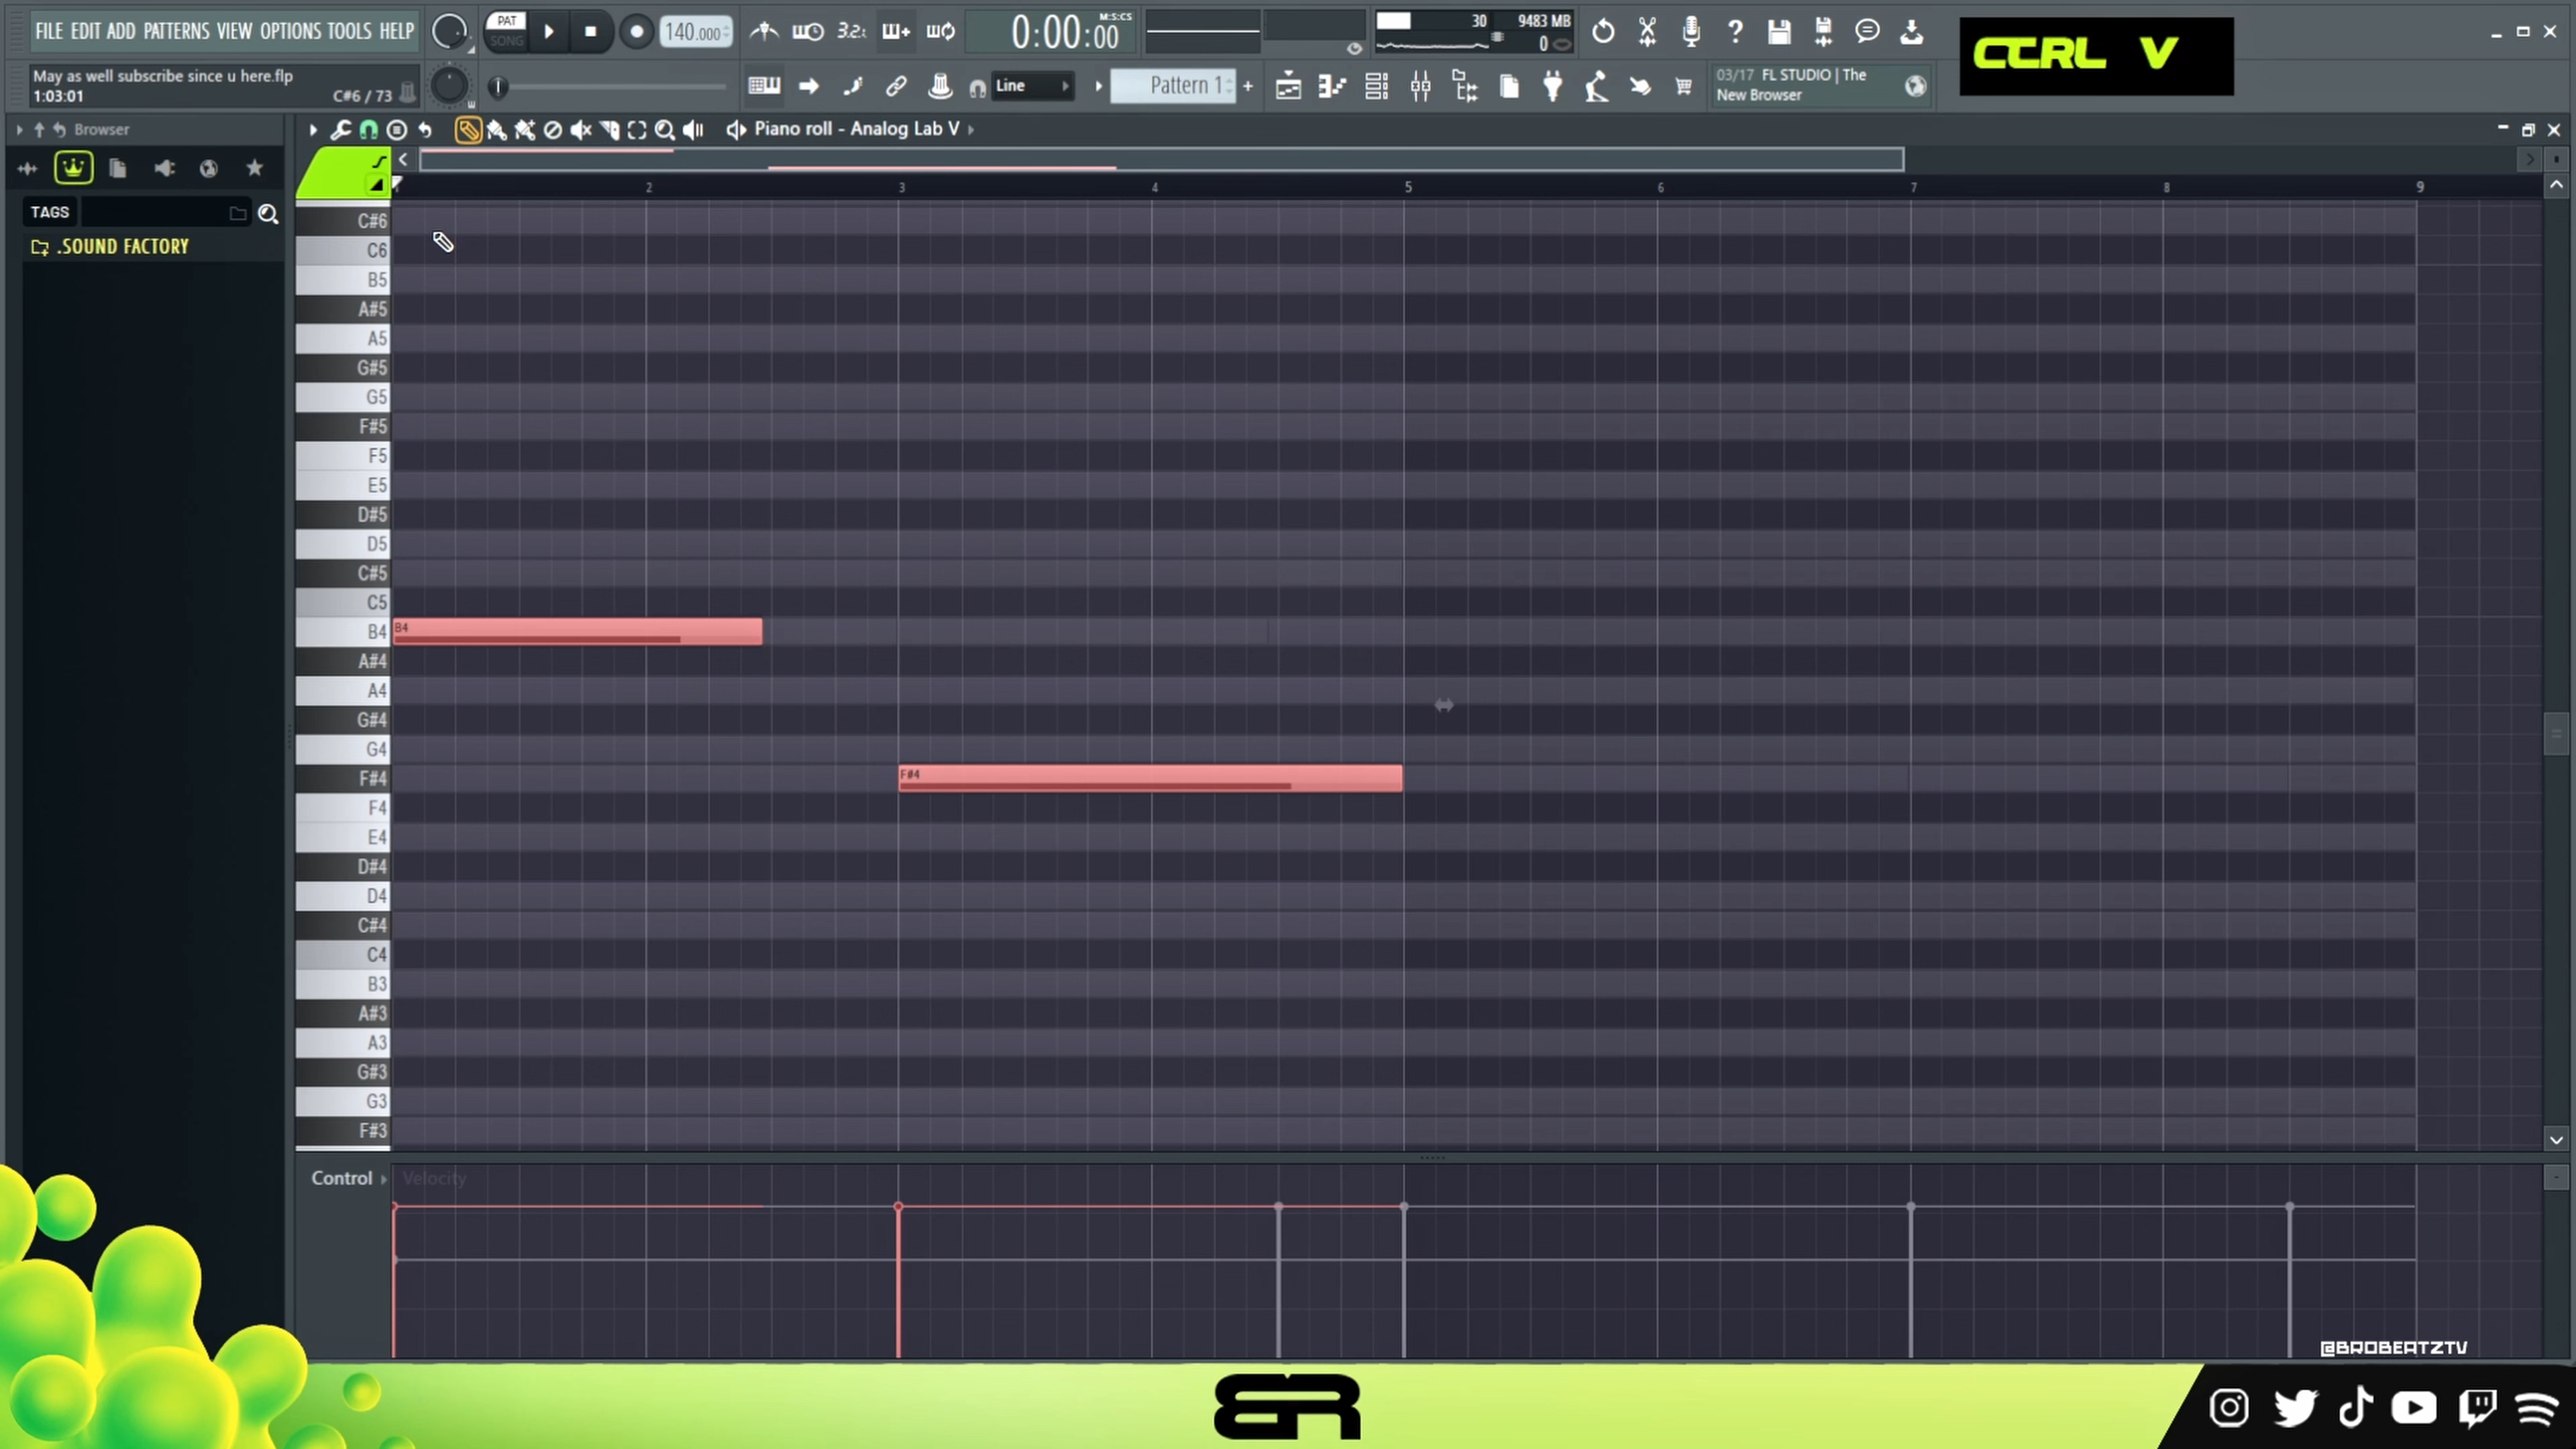 FILE EDIT ADD PATTERNS VIEW OPTIONS TOOLS HELP
PAT
SONG
140.000
3.2.
M:S:CS
0:00:00
30
9483 MB
0
?
CTRL V
May as well subscribe since u here.flp
1:03:01
C#6 / 73
Line
Pattern 1
+
03/17 FL STUDIO | The
New Browser
Browser
Piano roll - Analog Lab V
TAGS
.SOUND FACTORY
2
3
4
5
6
7
8
9
C#6
C6
B5
A#5
A5
G#5
G5
F#5
F5
E5
D#5
D5
C#5
C5
B4
B4
A#4
A4
G#4
G4
F#4
F#4
F4
E4
D#4
D4
C#4
C4
B3
A#3
A3
G#3
G3
F#3
Control
Velocity
@BROBEATZTV
BR